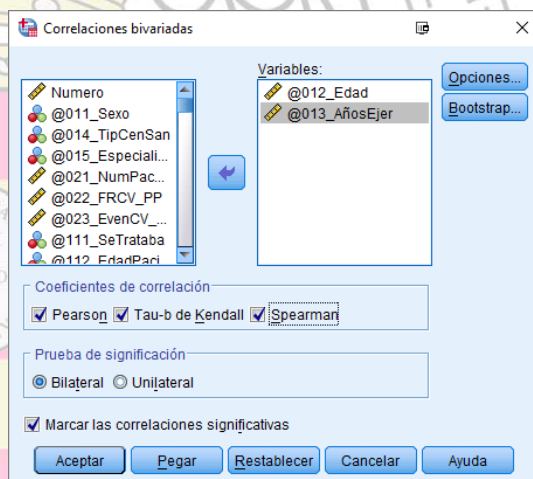 Correlaciones bivariadas
Numero
@011_Sexo
@014_TipCenSan
@015_Especiali...
@021_NumPac...
@022_FRCV_PP
@023_EvenCV_...
@111_SeTrataba
@112_EdadPaci
Variables:
@012_Edad
@013_AñosEjer
Opciones...
Bootstrap...
Coeficientes de correlación
Pearson Tau-b de Kendall Spearman
Prueba de significación
Bilateral Unilateral
Marcar las correlaciones significativas
Aceptar Pegar Restablecer Cancelar Ayuda